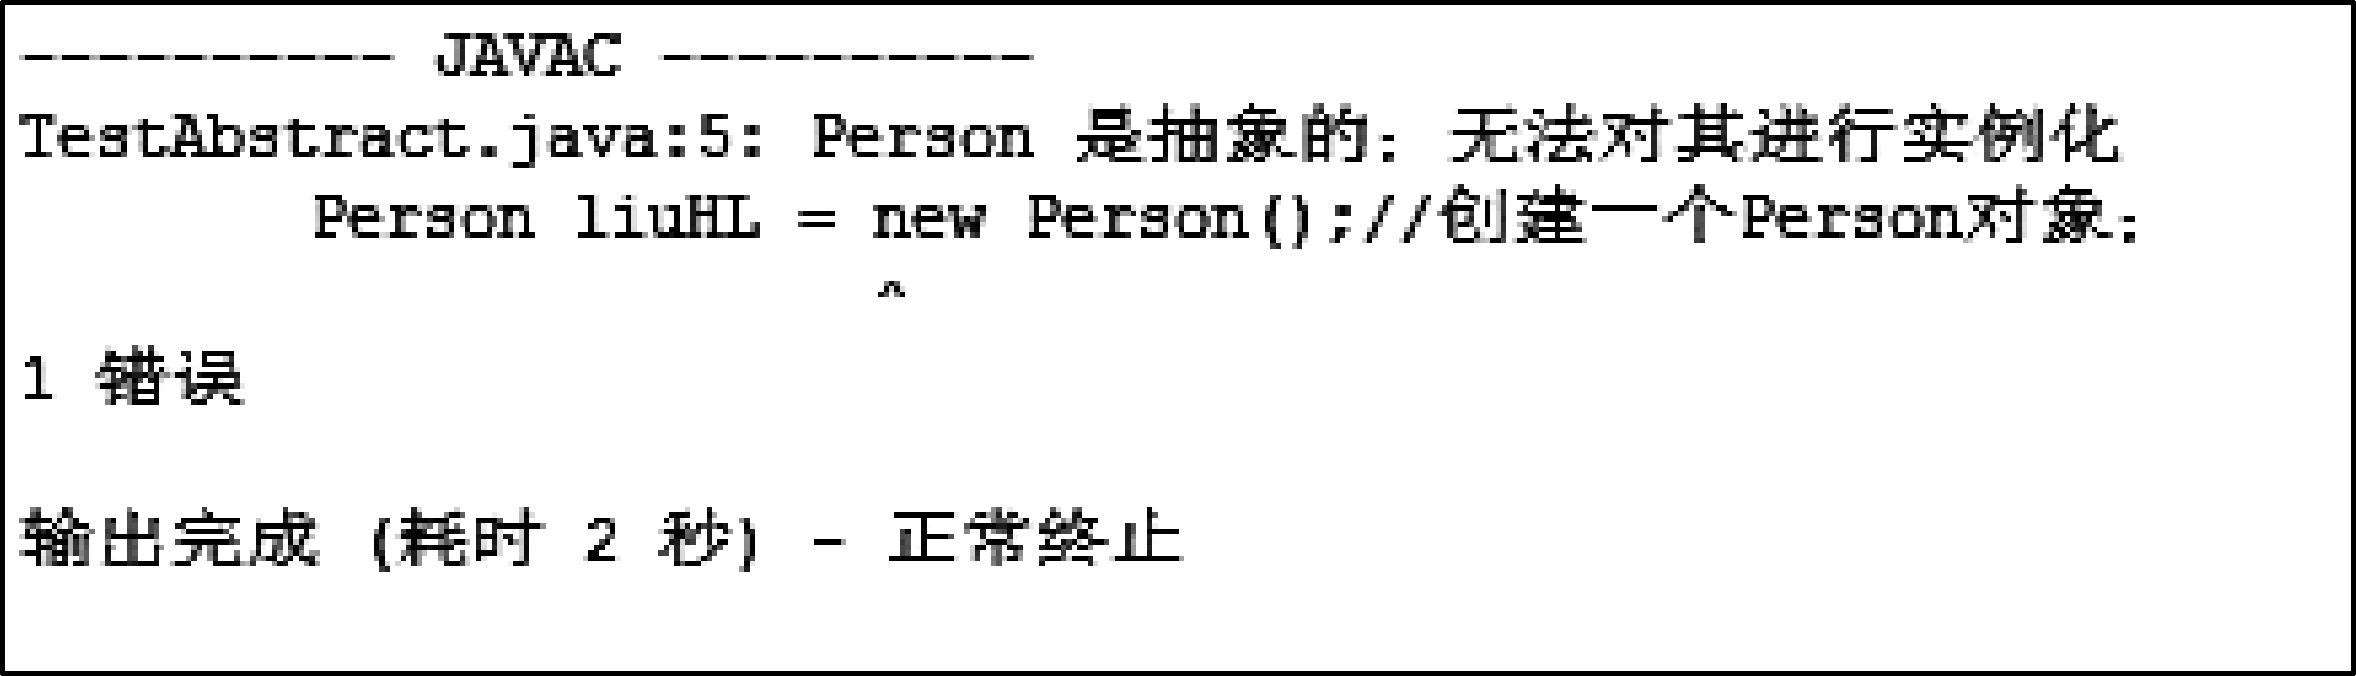 ---------- JAVAC ----------
TestAbstract.java:5: Person 是抽象的; 无法对其进行实例化
Person liuHL = new Person();//创建一个Person对象;
^
1 错误
输出完成 (耗时 2 秒) - 正常终止